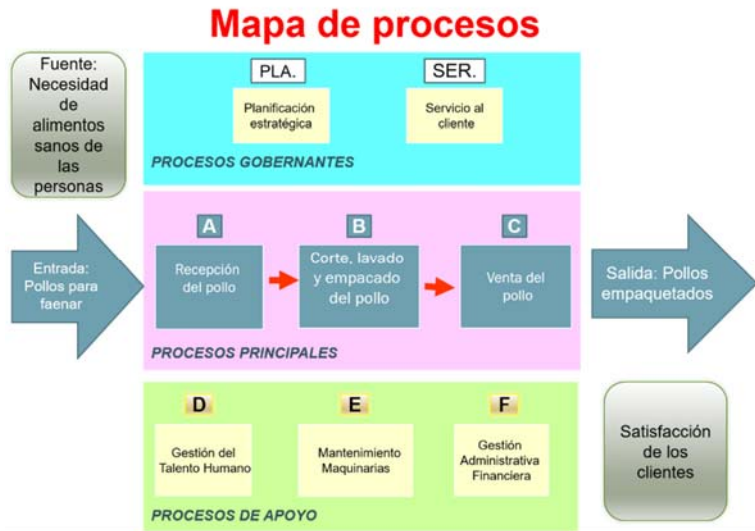 Mapa de procesos
Fuente:
Necesidad
de
alimentos
sanos de
las
personas
PLA.
SER.
Planificación
estratégica
Servicio al
cliente
PROCESOS GOBERNANTES
Entrada:
Pollos para
faenar
A
B
C
Recepción
del pollo
Corte, lavado
y empacado
del pollo
Venta del
pollo
PROCESOS PRINCIPALES
Salida: Pollos
empaquetados
D
E
F
Gestión del
Talento Humano
Mantenimiento
Maquinarias
Gestión
Administrativa
Financiera
PROCESOS DE APOYO
Satisfacción
de los
clientes